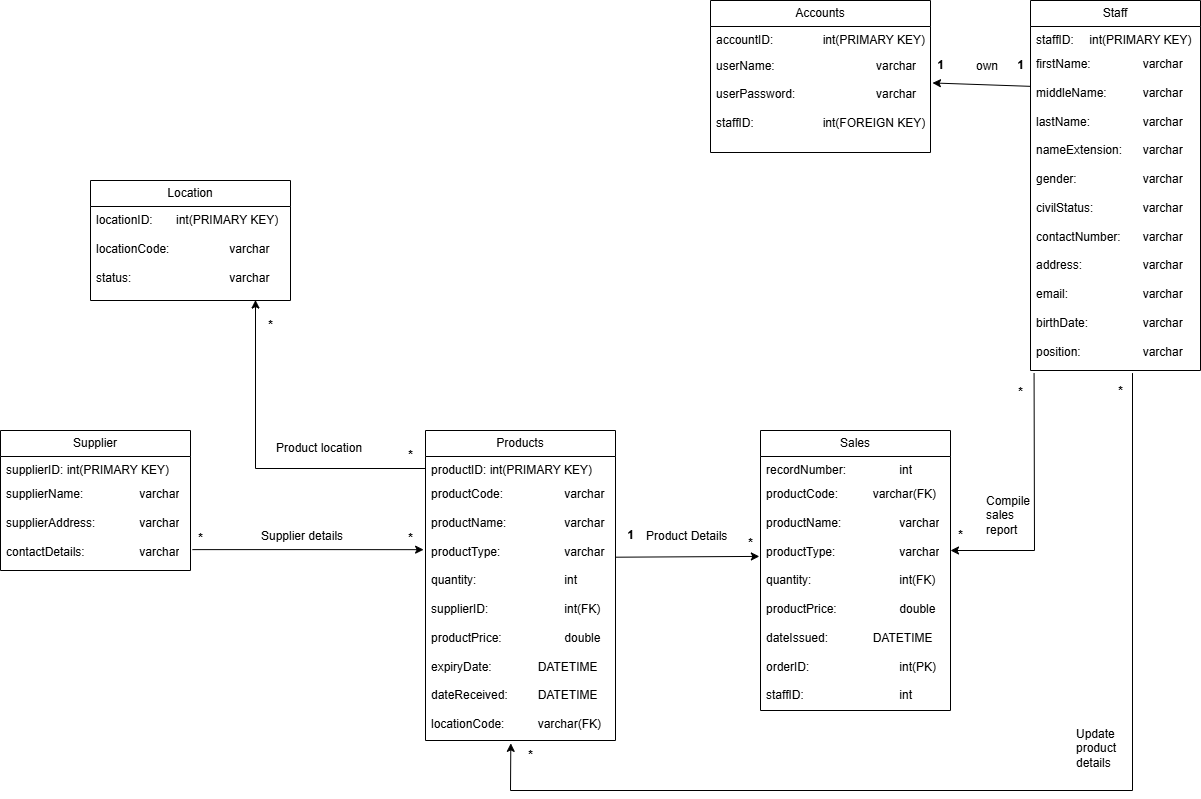 Accounts
accountID: int(PRIMARY KEY)
userName: varchar
userPassword: varchar
staffID: int(FOREIGN KEY)
1 own 1
Staff
staffID: int(PRIMARY KEY)
firstName: varchar
middleName: varchar
lastName: varchar
nameExtension: varchar
gender: varchar
civilStatus: varchar
contactNumber: varchar
address: varchar
email: varchar
birthDate: varchar
position: varchar
* *
Location
locationID: int(PRIMARY KEY)
locationCode: varchar
status: varchar
*
Product location *
Supplier
supplierID: int(PRIMARY KEY)
supplierName: varchar
supplierAddress: varchar
contactDetails: varchar
* Supplier details *
Products
productID: int(PRIMARY KEY)
productCode: varchar
productName: varchar
productType: varchar
quantity: int
supplierID: int(FK)
productPrice: double
expiryDate: DATETIME
dateReceived: DATETIME
locationCode: varchar(FK)
*
1 Product Details *
Sales
recordNumber: int
productCode: varchar(FK)
productName: varchar
productType: varchar
quantity: int(FK)
productPrice: double
dateIssued: DATETIME
orderID: int(PK)
staffID: int
*
Compile
sales
report
Update
product
details